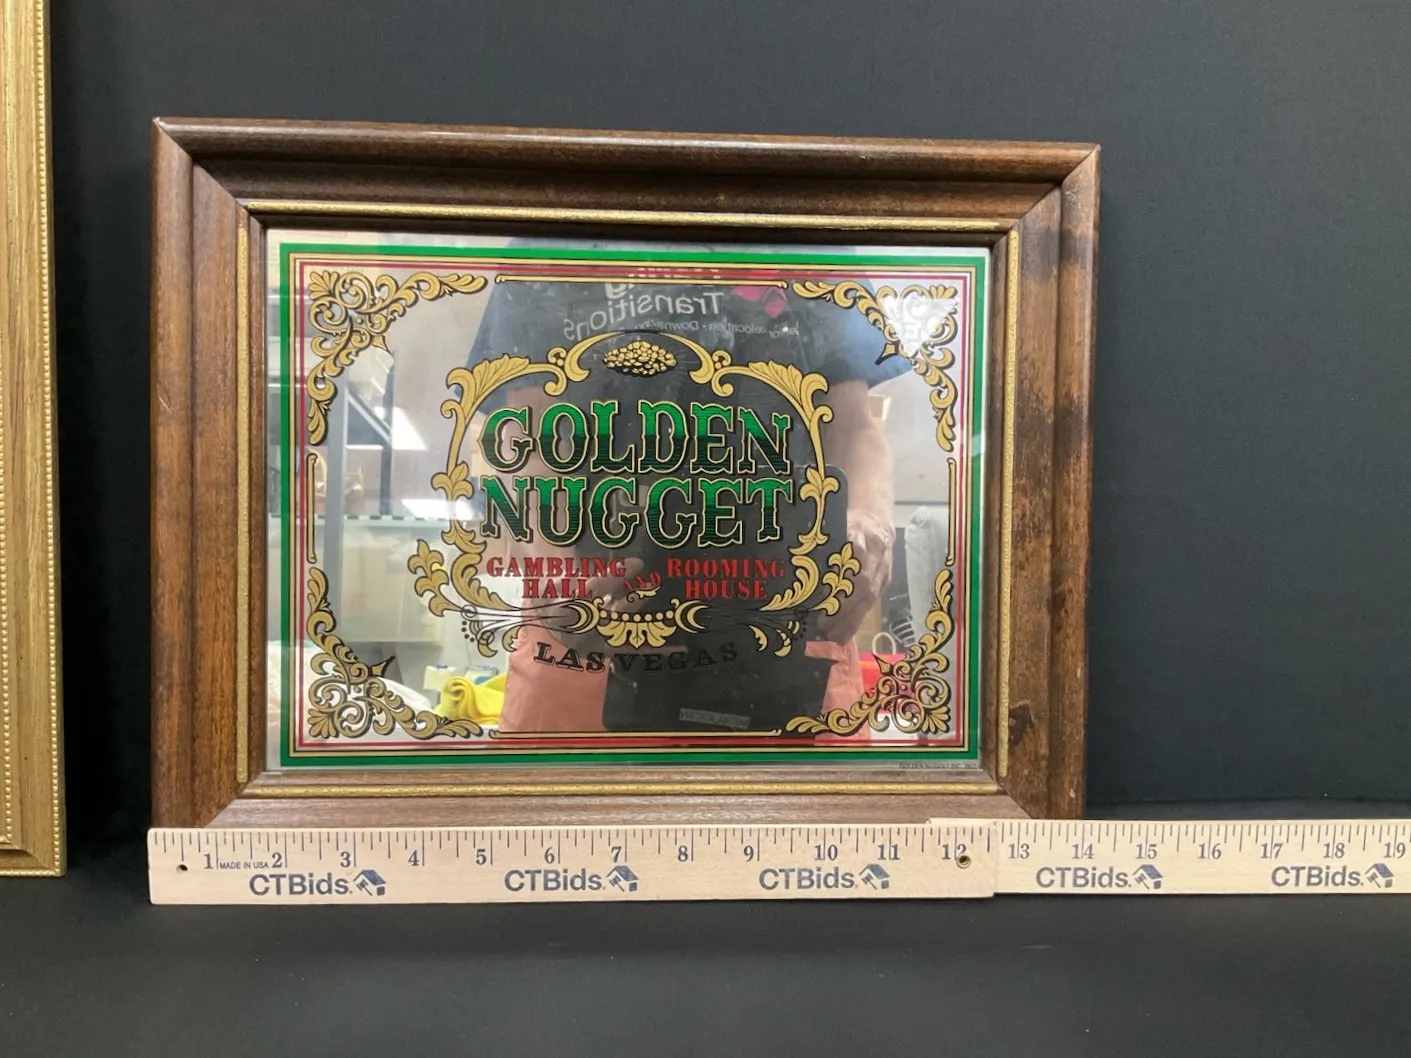 GOLDEN
NUGGET
GAMBLING HALL AND ROOMING HOUSE
LAS VEGAS
Transitions
1 MADE IN USA 2 3 4 5 6 7 8 9 10 11 12 13 14 15 16 17 18 19
CTBids. CTBids. CTBids. CTBids. CTBids.